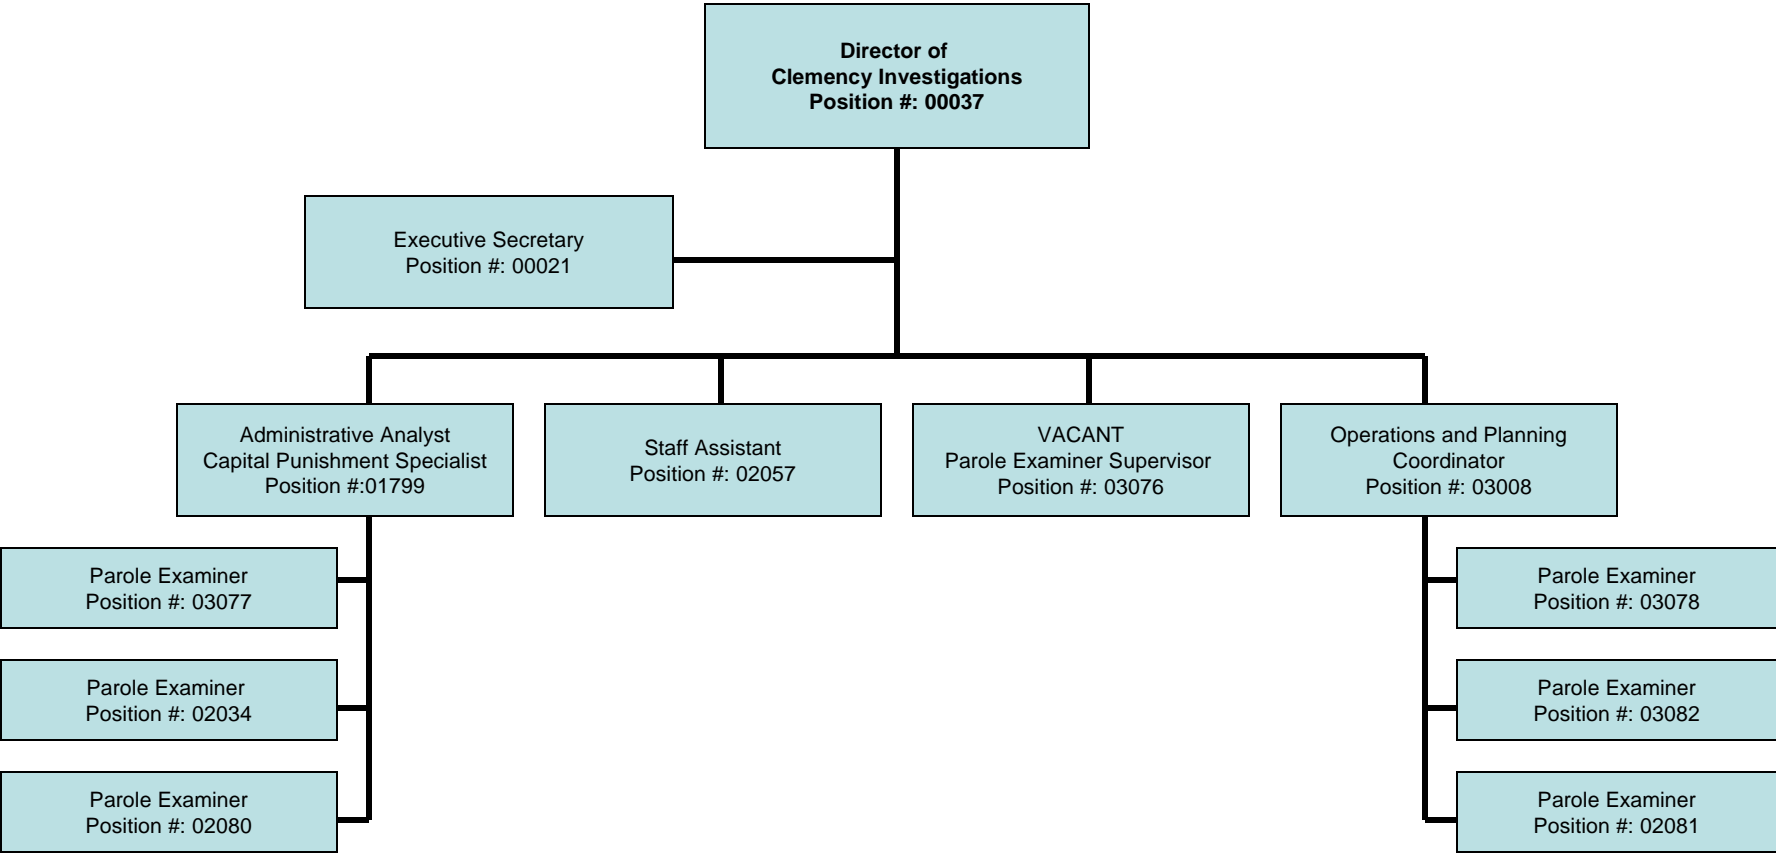 Director of
Clemency Investigations
Position #: 00037
Executive Secretary
Position #: 00021
Administrative Analyst
Capital Punishment Specialist
Position #:01799
Staff Assistant
Position #: 02057
VACANT
Parole Examiner Supervisor
Position #: 03076
Operations and Planning
Coordinator
Position #: 03008
Parole Examiner
Position #: 03077
Parole Examiner
Position #: 02034
Parole Examiner
Position #: 02080
Parole Examiner
Position #: 03078
Parole Examiner
Position #: 03082
Parole Examiner
Position #: 02081